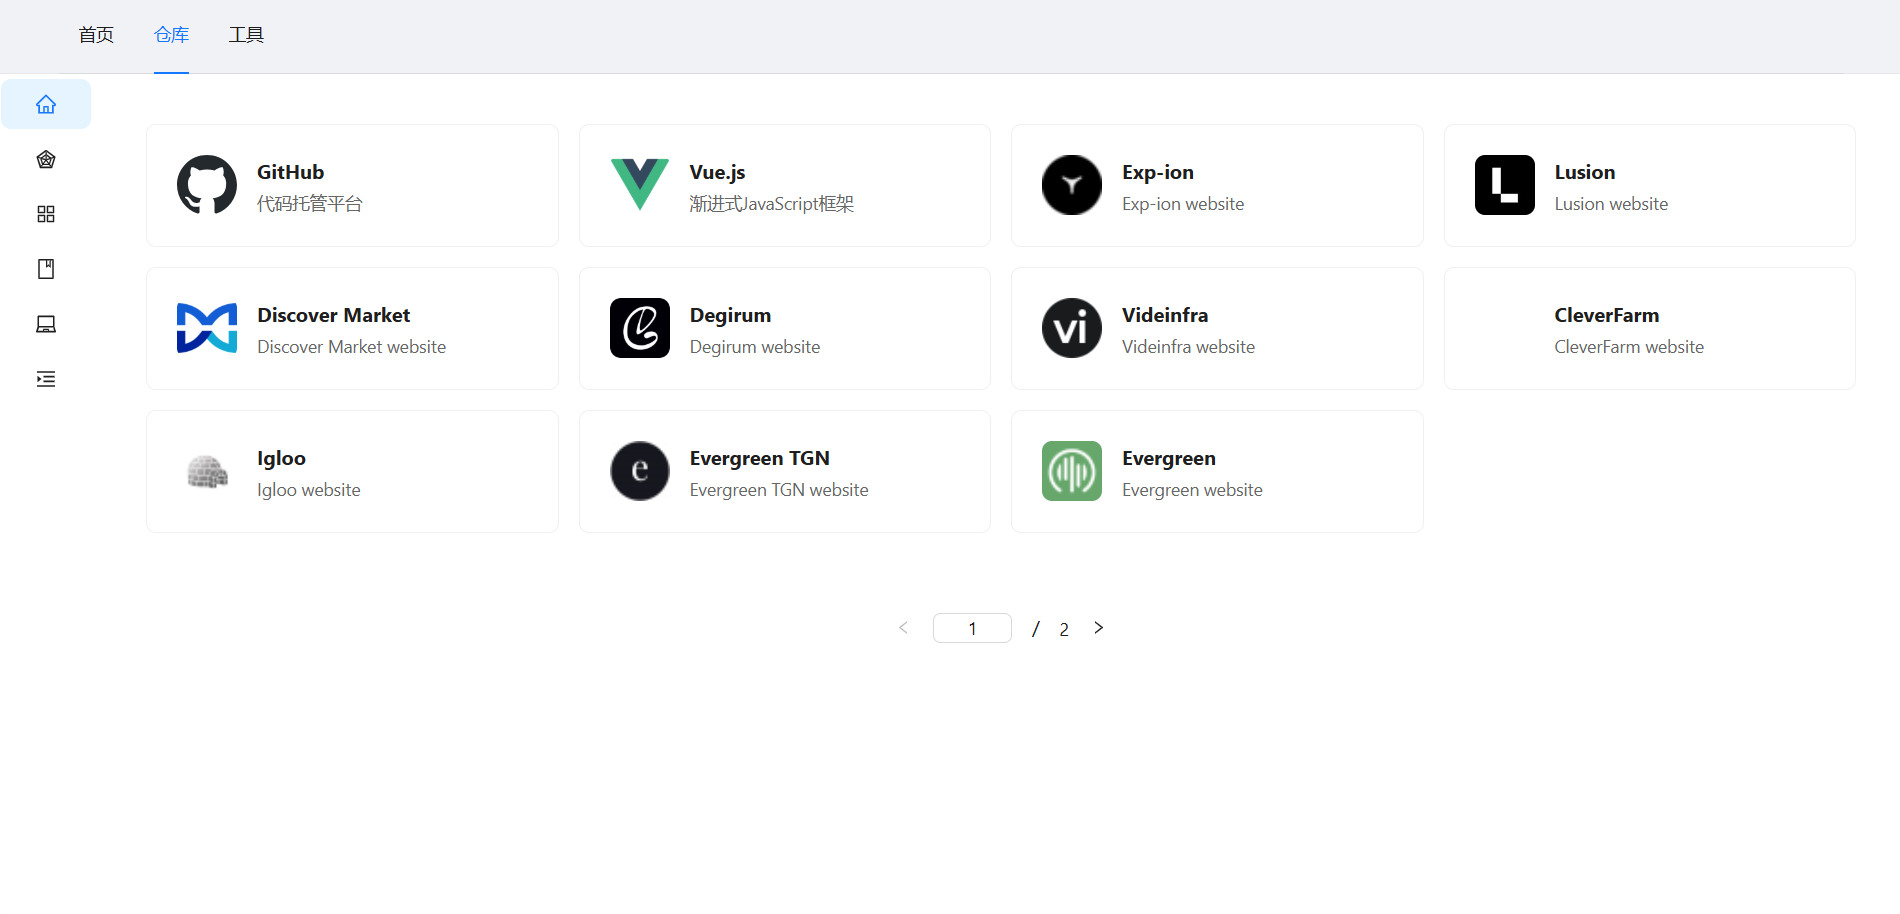 首页 仓库 工具
GitHub
代码托管平台
Vue.js
渐进式JavaScript框架
Exp-ion
Exp-ion website
L Lusion
Lusion website
Discover Market
Discover Market website
Degirum
Degirum website
vi Videinfra
Videinfra website
CleverFarm
CleverFarm website
Igloo
Igloo website
e Evergreen TGN
Evergreen TGN website
Evergreen
Evergreen website
< 1 / 2 >